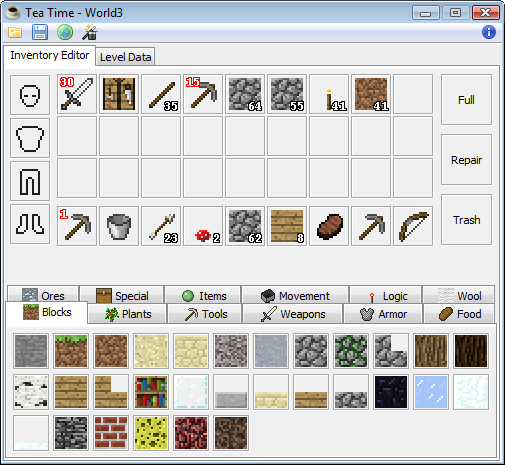 Tea Time - World3
Inventory Editor Level Data
30 35 15 64 55 41 41
Full
Repair
Trash
1 23 2 62 8
Ores Special Items Movement Logic Wool
Blocks Plants Tools Weapons Armor Food